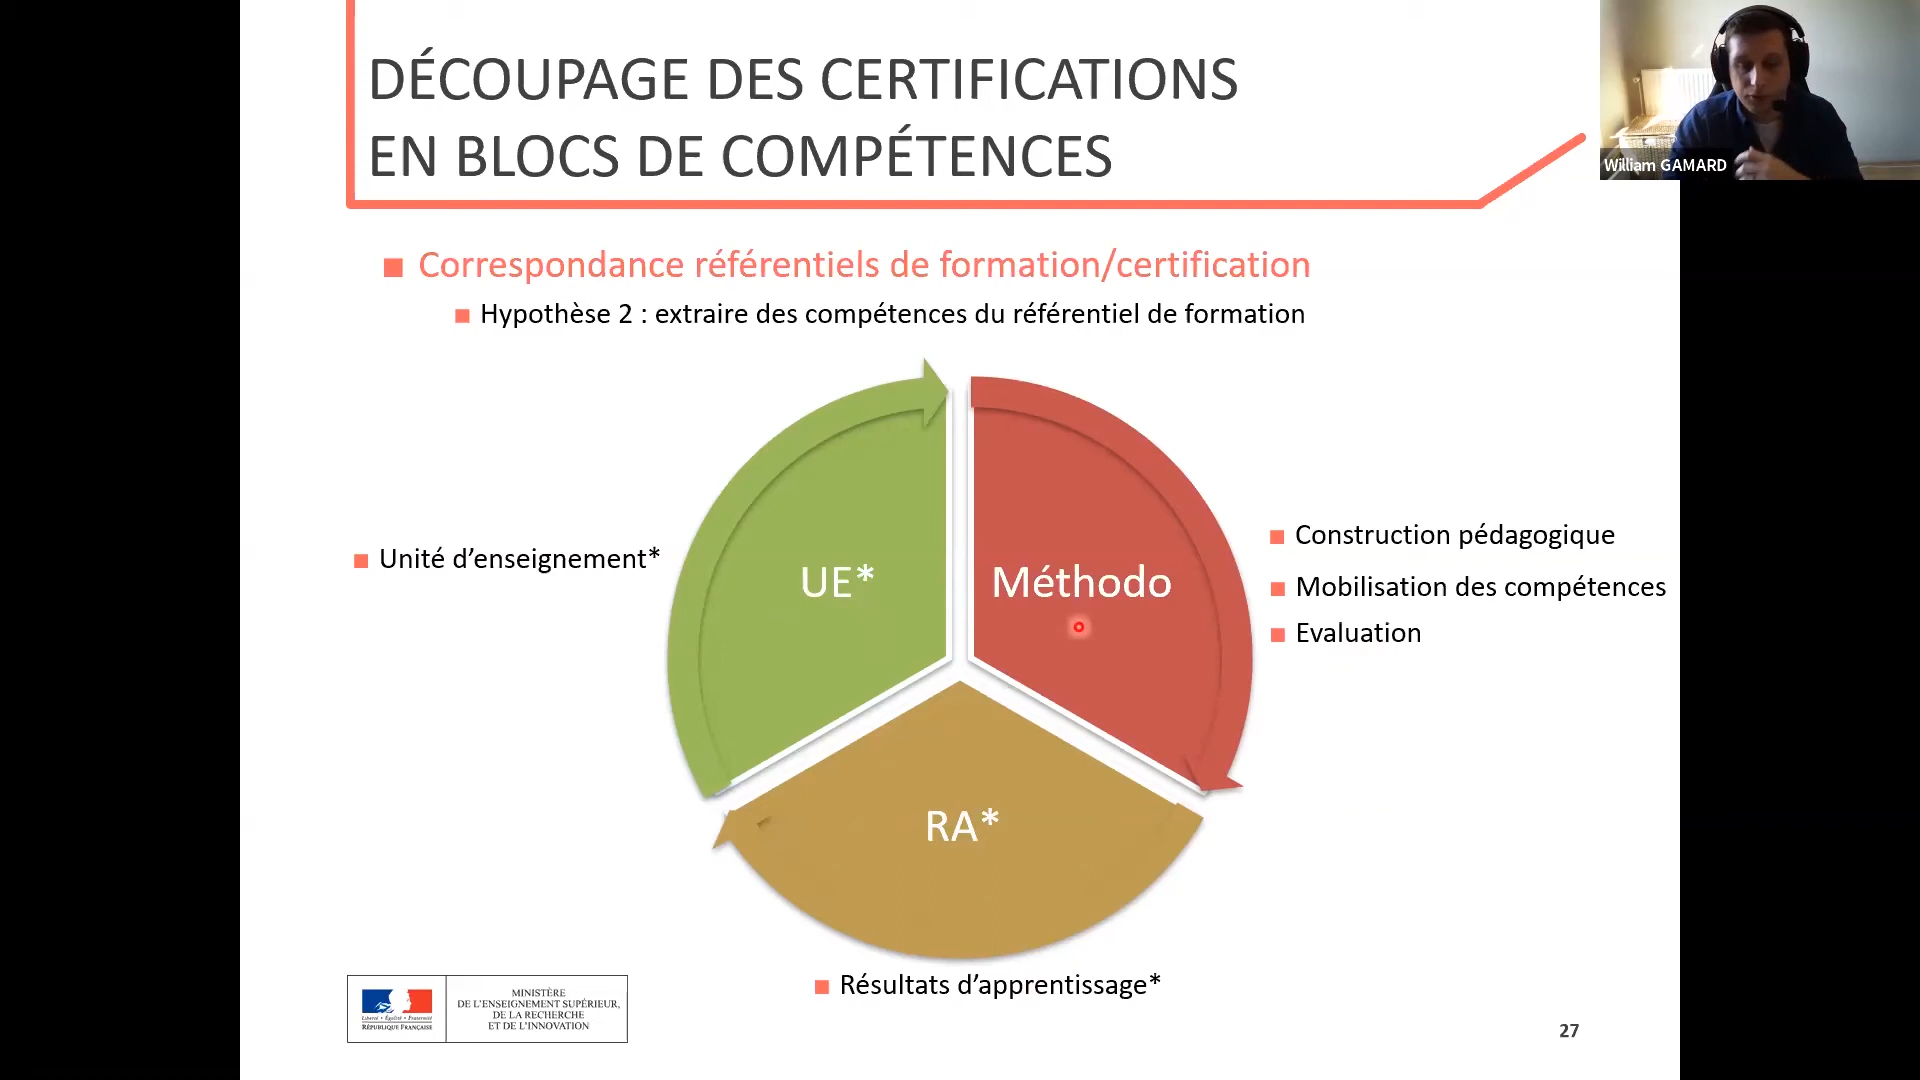 DÉCOUPAGE DES CERTIFICATIONS
EN BLOCS DE COMPÉTENCES
William GAMARD
Correspondance référentiels de formation/certification
Hypothèse 2 : extraire des compétences du référentiel de formation
Unité d’enseignement*
UE*
Méthodo
Construction pédagogique
Mobilisation des compétences
Evaluation
RA*
Résultats d’apprentissage*
Liberté • Égalité • Fraternité
RÉPUBLIQUE FRANÇAISE
MINISTÈRE
DE L’ENSEIGNEMENT SUPÉRIEUR,
DE LA RECHERCHE
ET DE L’INNOVATION
27